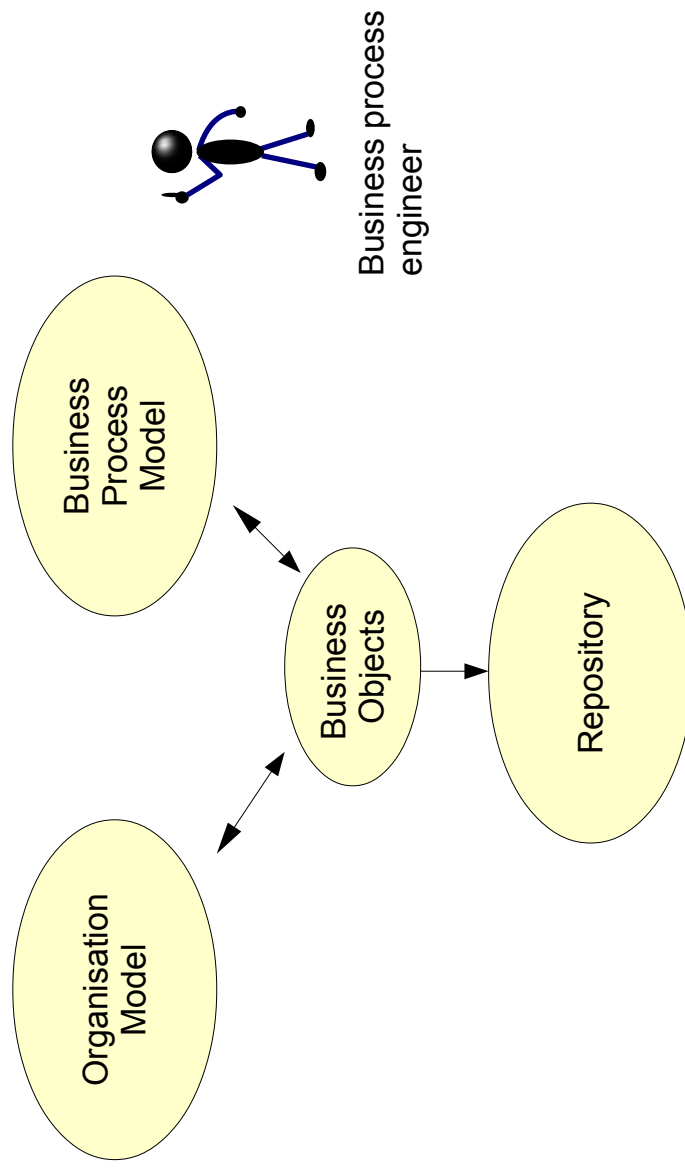 Organisation
Model
Business
Process
Model
Business process
engineer
Business
Objects
Repository